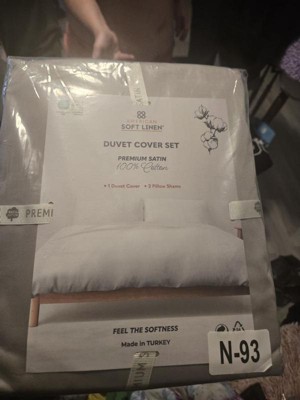 AMERICAN
SOFT LINEN
DUVET COVER SET
PREMIUM SATIN
100% Cotton
• 1 Duvet Cover • 2 Pillow Shams
PREMI
FEEL THE SOFTNESS
Made in TURKEY
N-93